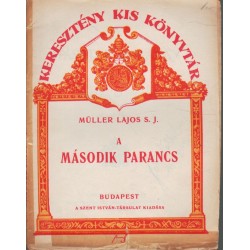 KERESZTÉNY KIS KÖNYVTÁR
MÜLLER LAJOS S. J.
A
MÁSODIK PARANCS
BUDAPEST
A SZENT ISTVÁN-TÁRSULAT KIADÁSA